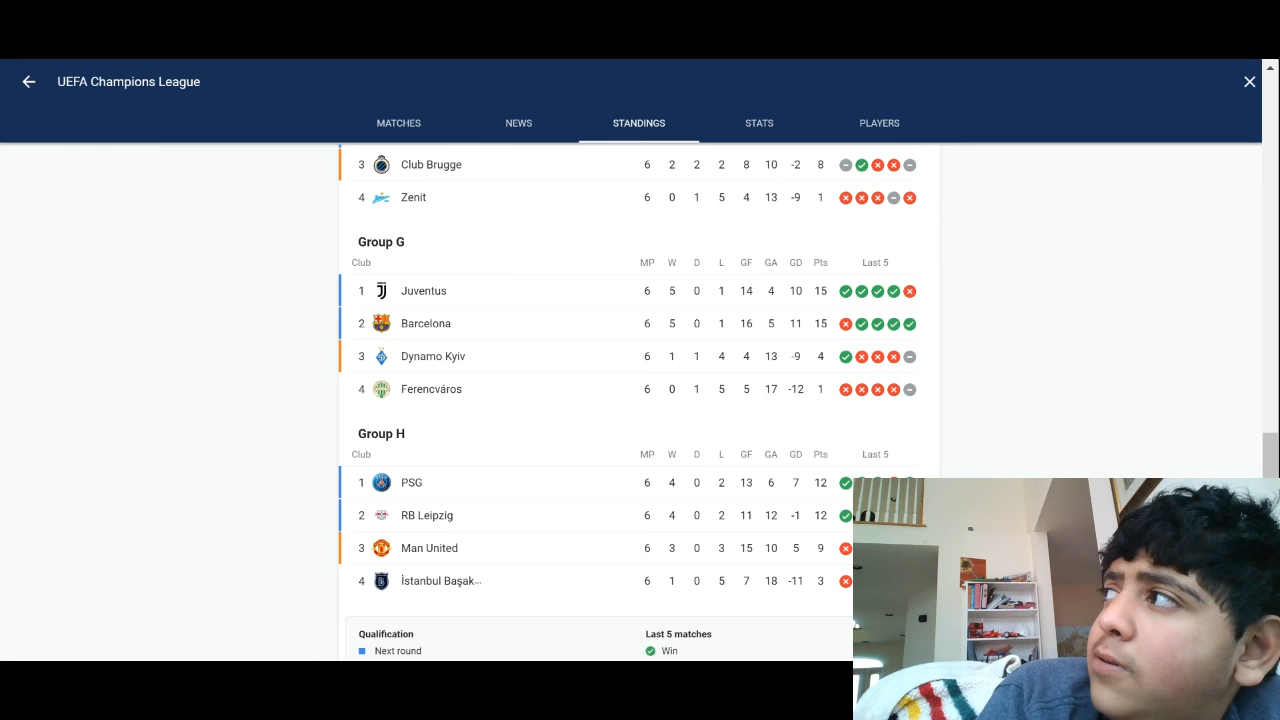 UEFA Champions League
MATCHES NEWS STANDINGS STATS PLAYERS
3 Club Brugge 6 2 2 2 8 10 -2 8
4 Zenit 6 0 1 5 4 13 -9 1
Group G
Club MP W D L GF GA GD Pts Last 5
1 Juventus 6 5 0 1 14 4 10 15
2 Barcelona 6 5 0 1 16 5 11 15
3 Dynamo Kyiv 6 1 1 4 4 13 -9 4
4 Ferencváros 6 0 1 5 5 17 -12 1
Group H
Club MP W D L GF GA GD Pts Last 5
1 PSG 6 4 0 2 13 6 7 12
2 RB Leipzig 6 4 0 2 11 12 -1 12
3 Man United 6 3 0 3 15 10 5 9
4 İstanbul Başak... 6 1 0 5 7 18 -11 3
Qualification Last 5 matches
Next round Win